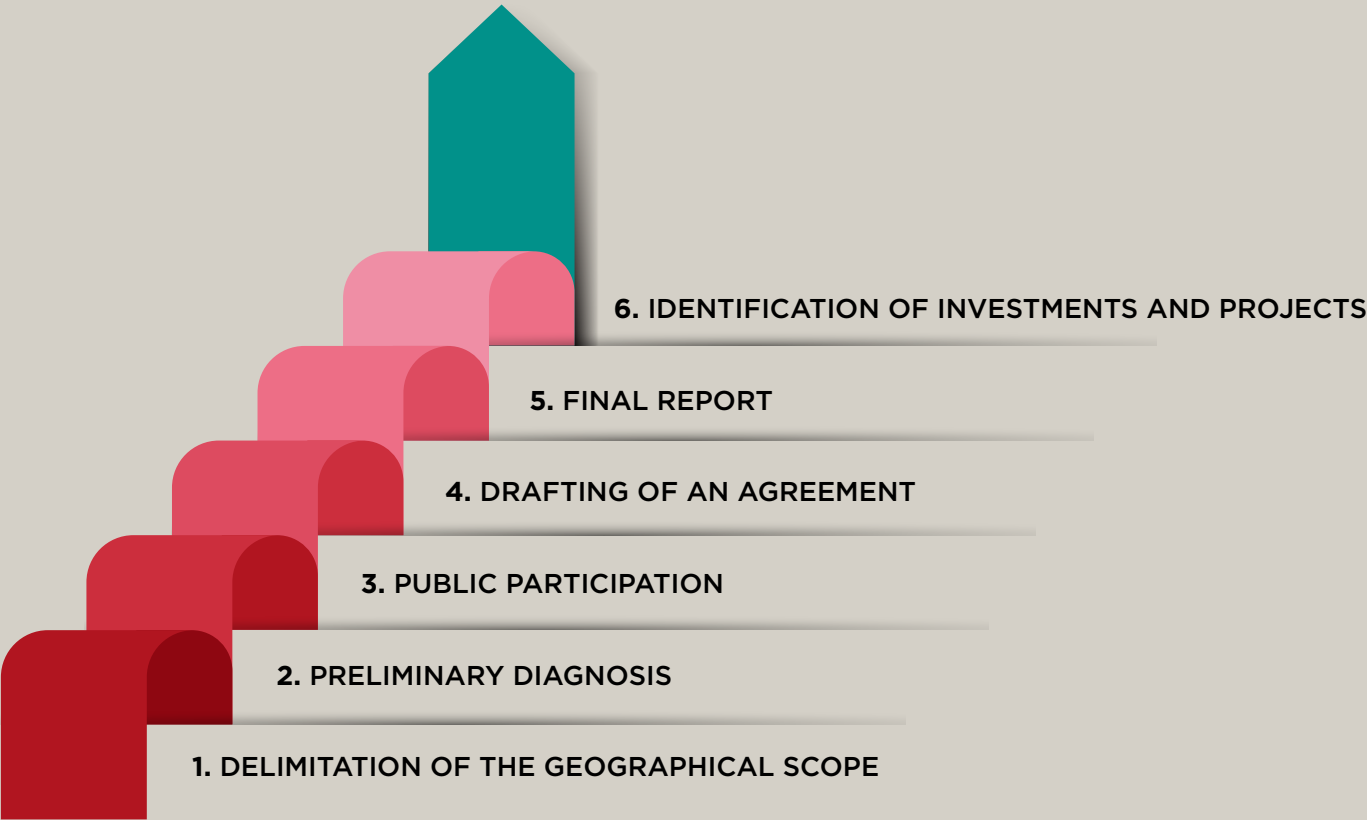 6. IDENTIFICATION OF INVESTMENTS AND PROJECTS
5. FINAL REPORT
4. DRAFTING OF AN AGREEMENT
3. PUBLIC PARTICIPATION
2. PRELIMINARY DIAGNOSIS
1. DELIMITATION OF THE GEOGRAPHICAL SCOPE